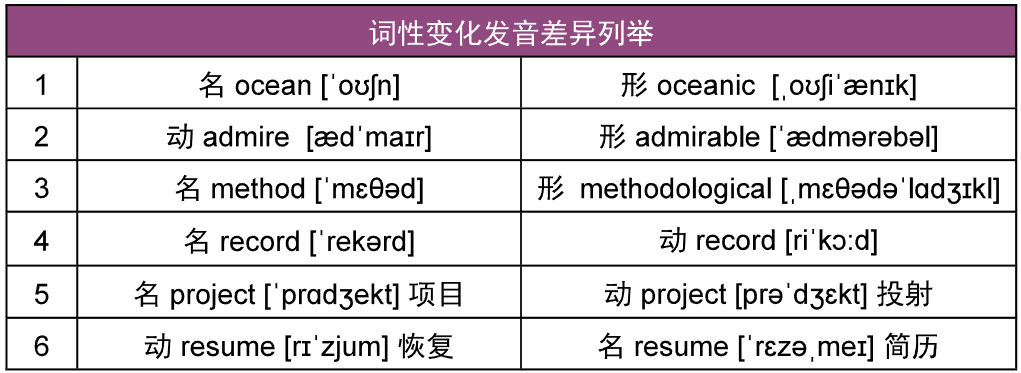 词性变化发音差异列举
1 名 ocean [ˈoʊʃn] 形 oceanic [ˌoʊʃiˈænɪk]
2 动 admire [ædˈmaɪr] 形 admirable [ˈædmərəbəl]
3 名 method [ˈmɛθəd] 形 methodological [ˌmɛθədəˈlɑdʒɪkl]
4 名 record [ˈrekərd] 动 record [riˈkɔːd]
5 名 project [ˈprɑdʒekt] 项目 动 project [prəˈdʒɛkt] 投射
6 动 resume [rɪˈzjum] 恢复 名 resume [ˈrɛzəˌmeɪ] 简历